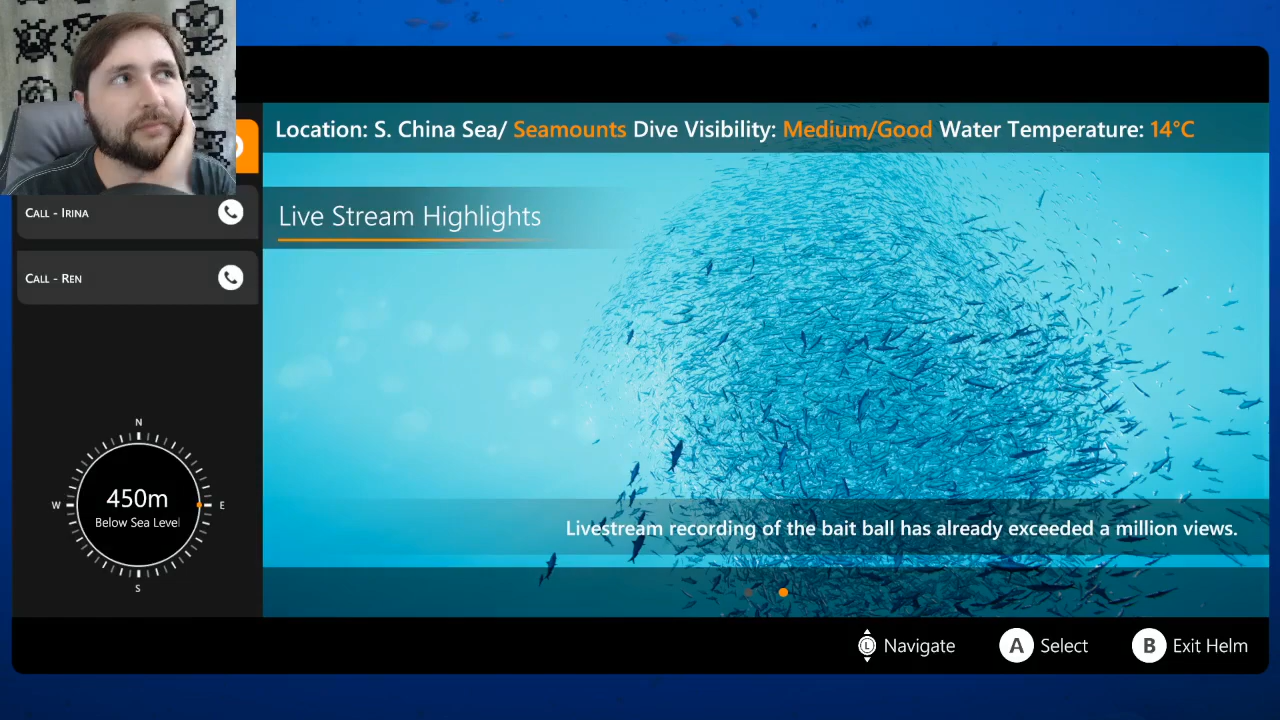 Location: S. China Sea/ Seamounts Dive Visibility: Medium/Good Water Temperature: 14°C
Live Stream Highlights
Call - Irina
Call - Ren
N
W
E
S
450m
Below Sea Level
Livestream recording of the bait ball has already exceeded a million views.
L Navigate A Select B Exit Helm